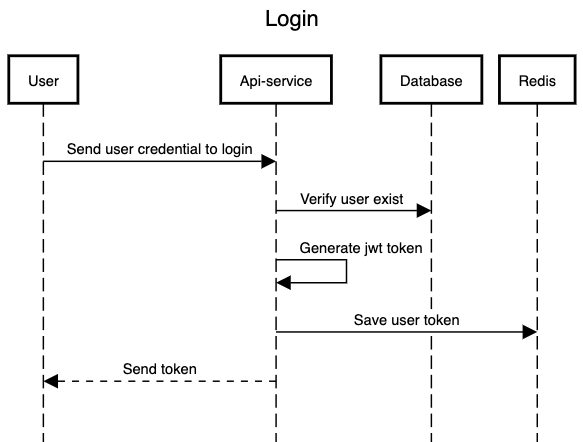 Login
User
Api-service
Database
Redis
Send user credential to login
Verify user exist
Generate jwt token
Save user token
Send token